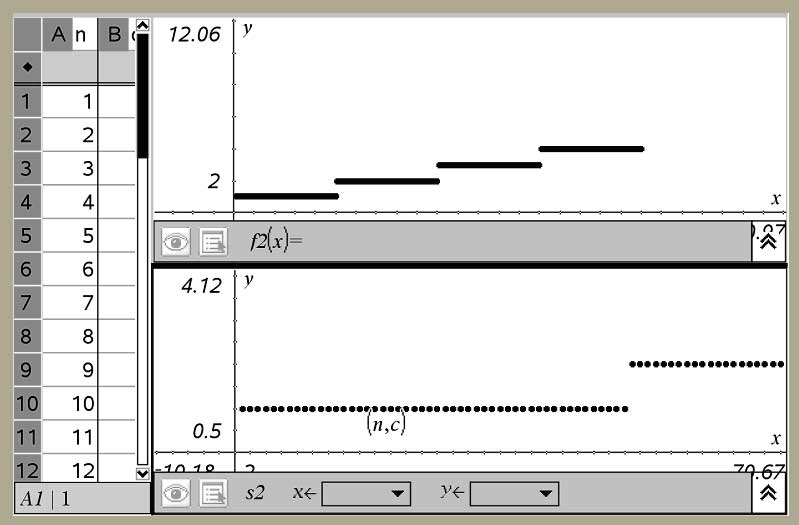 A n B
◆
1 1
2 2
3 3
4 4
5 5
6 6
7 7
8 8
9 9
10 10
11 11
12 12
A1 | 1
12.06 y
2
x
f2(x)=
4.12 y
(n,c)
0.5
x
-10.18 2 70.67
s2 x← y←